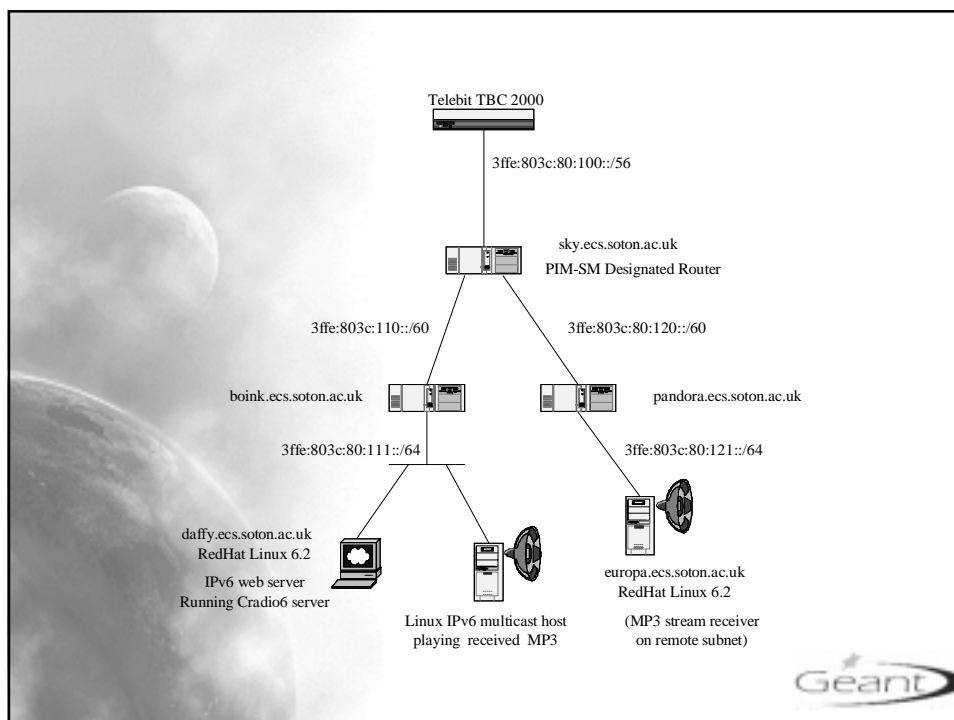 Telebit TBC 2000
3ffe:803c:80:100::/56
sky.ecs.soton.ac.uk
PIM-SM Designated Router
3ffe:803c:110::/60
3ffe:803c:80:120::/60
boink.ecs.soton.ac.uk
pandora.ecs.soton.ac.uk
3ffe:803c:80:111::/64
3ffe:803c:80:121::/64
daffy.ecs.soton.ac.uk
RedHat Linux 6.2
IPv6 web server
Running Cradio6 server
Linux IPv6 multicast host
playing received MP3
europa.ecs.soton.ac.uk
RedHat Linux 6.2
(MP3 stream receiver
on remote subnet)
Geant